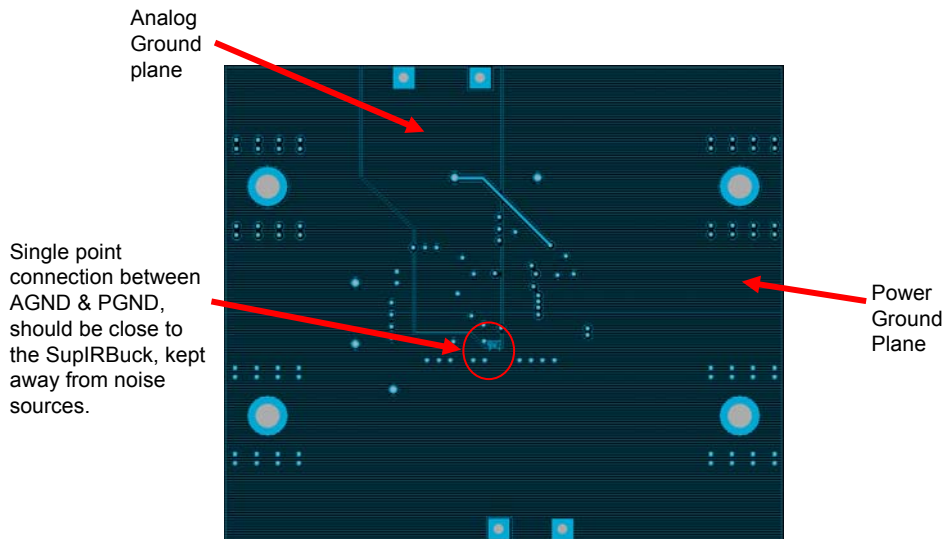 Analog
Ground
plane
Single point
connection between
AGND & PGND,
should be close to
the SupIRBuck, kept
away from noise
sources.
Power
Ground
Plane